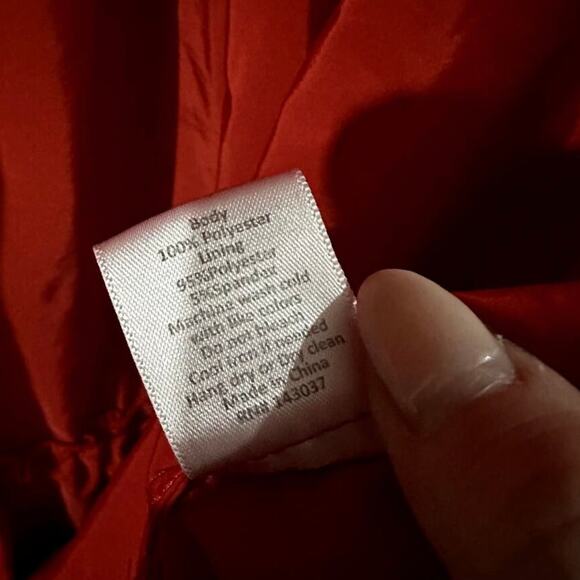 Body
100% Polyester
Lining
95%Polyester
5%Spandax
Machine wash cold
with like colors
Do not bleach
Cool iron if needed
Hang dry or Dry clean
Made in China
RN# 143037